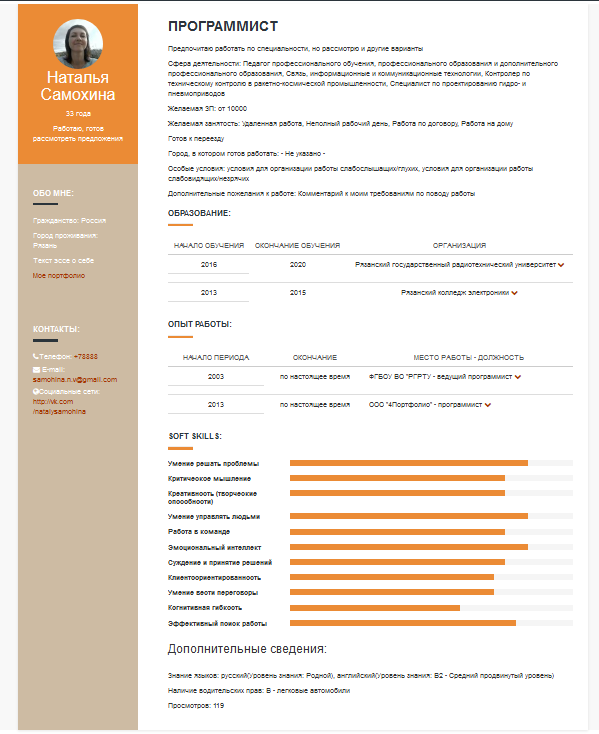 Наталья
Самохина
33 года
Работаю, готов
рассмотреть предложения
ОБО МНЕ:
Гражданство: Россия
Город проживания:
Рязань
Текст эссе о себе
Мое портфолио
КОНТАКТЫ:
Телефон: +78888
E-mail:
samohina.n.v@gmail.com
Социальные сети:
http://vk.com
/natalysamohina
ПРОГРАММИСТ
Предпочитаю работать по специальности, но рассмотрю и другие варианты
Сфера деятельности: Педагог профессионального обучения, профессионального образования и дополнительного
профессионального образования, Связь, информационные и коммуникационные технологии, Контролер по
техническому контролю в ракетно-космической промышленности, Специалист по проектированию гидро- и
пневмоприводов
Желаемая ЗП: от 10000
Желаемая занятость: Удаленная работа, Неполный рабочий день, Работа по договору, Работа на дому
Готов к переезду
Город, в котором готов работать: - Не указано -
Особые условия: условия для организации работы слабослышащих/глухих, условия для организации работы
слабовидящих/незрячих
Дополнительные пожелания к работе: Комментарий к моим требованиям по поводу работы
ОБРАЗОВАНИЕ:
НАЧАЛО ОБУЧЕНИЯ ОКОНЧАНИЕ ОБУЧЕНИЯ ОРГАНИЗАЦИЯ
2016 2020 Рязанский государственный радиотехнический университет
2013 2015 Рязанский колледж электроники
ОПЫТ РАБОТЫ:
НАЧАЛО ПЕРИОДА ОКОНЧАНИЕ МЕСТО РАБОТЫ - ДОЛЖНОСТЬ
2003 по настоящее время ФГБОУ ВО "РГРТУ - ведущий программист
2013 по настоящее время ООО "4Портфолио" - программист
SOFT SKILLS:
Умение решать проблемы
Критическое мышление
Креативность (творческие
способности)
Умение управлять людьми
Работа в команде
Эмоциональный интеллект
Суждение и принятие решений
Клиентоориентированность
Умение вести переговоры
Когнитивная гибкость
Эффективный поиск работы
Дополнительные сведения:
Знание языков: русский(Уровень знания: Родной), английский(Уровень знания: B2 - Средний продвинутый уровень)
Наличие водительских прав: B - легковые автомобили
Просмотров: 119